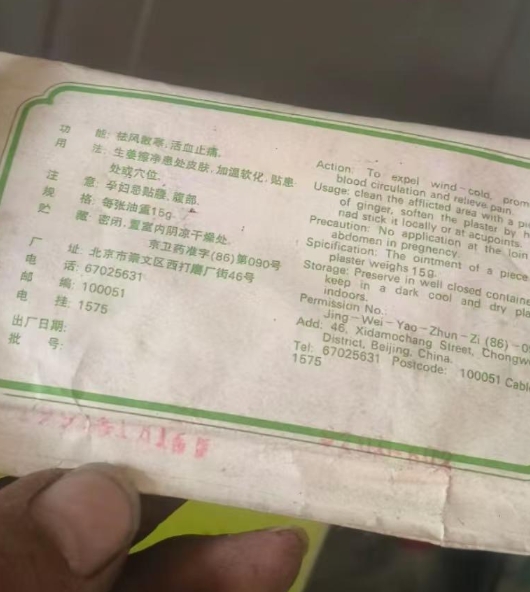 功 能: 祛风散寒, 活血止痛.
用 法: 生姜擦净患处皮肤, 加温软化, 贴患
处或穴位.
注 意: 孕妇忌贴腰, 腹部.
规 格: 每张油重15g.
贮 藏: 密闭, 置室内阴凉干燥处.
京卫药准字(86)第090号
厂 址: 北京市崇文区西打磨厂街46号
电 话: 67025631
邮 编: 100051
电 挂: 1575
出厂日期:
批 号:
Action: To expel wind-cold, prom
blood circulation and relieve pain.
Usage: clean the afflicted area with a pi
of ginger, soften the plaster by h
nad stick it locally or at acupoints.
Precaution: No application at the loin
abdomen in pregnency.
Spicification: The ointment of a piece
plaster weighs 15g.
Storage: Preserve in well closed contain
keep in a dark cool and dry pla
indoors.
Permission No.:
Jing-Wei-Yao-Zhun-Zi (86)-0
Add: 46, Xidamochang Street, Chongw
District, Beijing, China.
Tel: 67025631 Postcode: 100051 Cable
1575